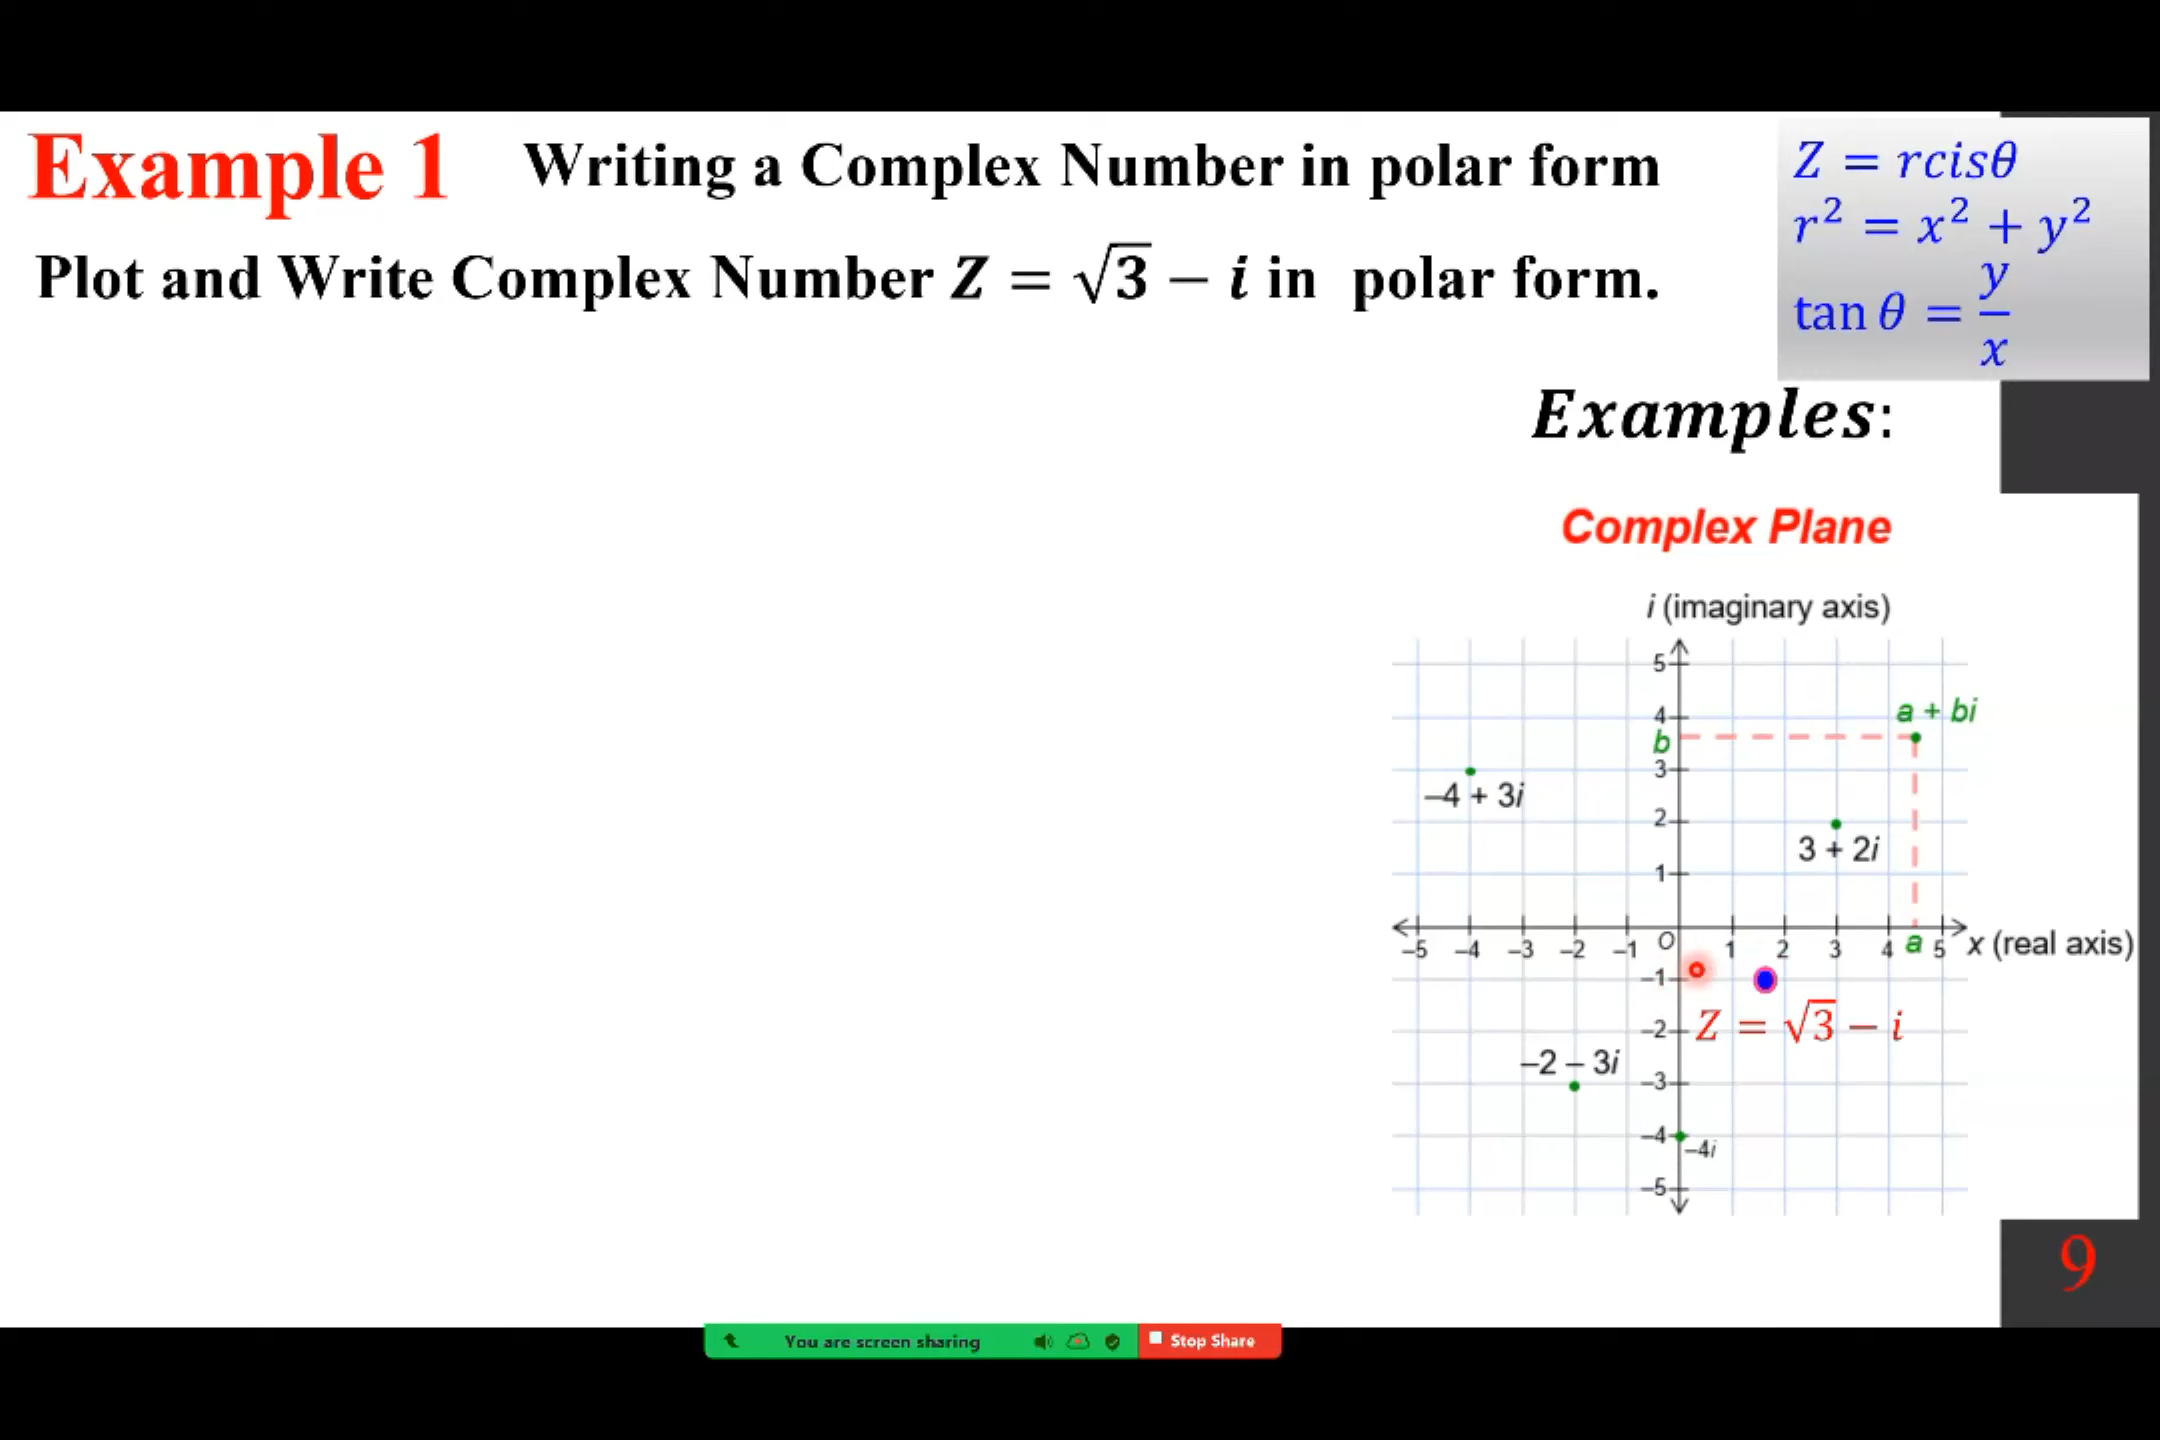 Example 1 Writing a Complex Number in polar form
Plot and Write Complex Number Z = √3 − i in polar form.
Z = rcisθ
r² = x² + y²
tan θ = y/x
Examples:
Complex Plane
i (imaginary axis)
5
4
a + bi
b
3
–4 + 3i
2
3 + 2i
1
–5 –4 –3 –2 –1 O 1 2 3 4 a 5 x (real axis)
–1
–2 Z = √3 − i
–2 – 3i
–3
–4 –4i
–5
9
You are screen sharing Stop Share